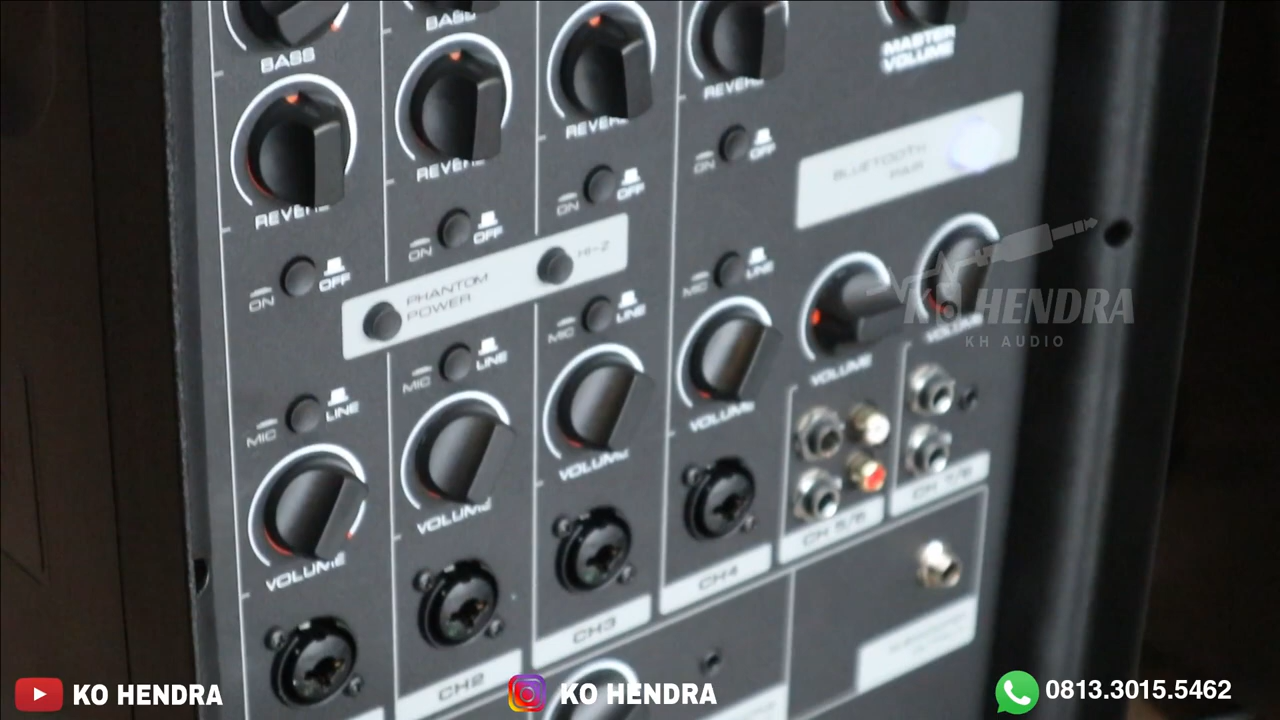 BASS
BASS
MASTER
VOLUME
REVERB
REVERB
REVERB
REVERB
ON
OFF
ON
OFF
ON
OFF
ON
OFF
BLUETOOTH
PAIR
PHANTOM
POWER
HI-Z
MIC
LINE
MIC
LINE
MIC
LINE
MIC
LINE
VOLUME
VOLUME
VOLUME
VOLUME
VOLUME
VOLUME
KO HENDRA
KH AUDIO
CH2
CH3
CH4
CH 5/6
CH 7/8
KO HENDRA
KO HENDRA
0813.3015.5462